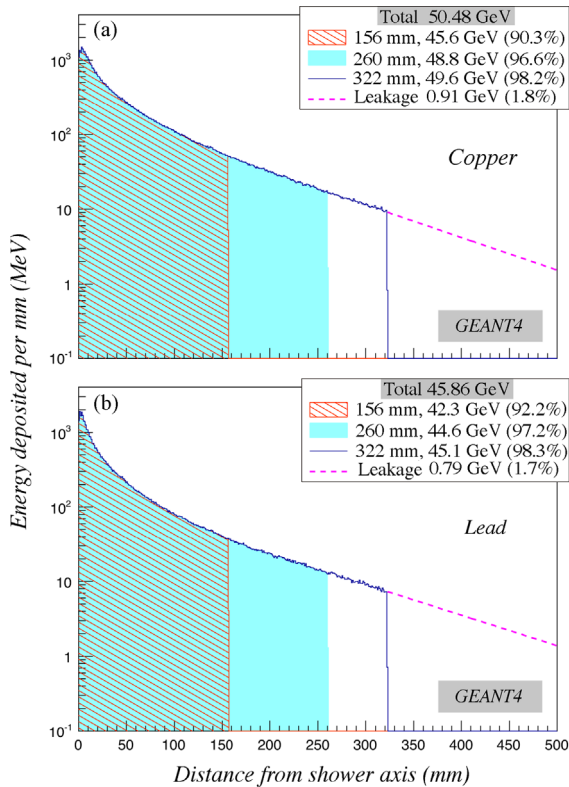 (a)
Total 50.48 GeV
156 mm, 45.6 GeV (90.3%)
260 mm, 48.8 GeV (96.6%)
322 mm, 49.6 GeV (98.2%)
Leakage 0.91 GeV (1.8%)
10³
10²
10
1
10⁻¹
Copper
GEANT4
Energy deposited per mm (MeV)
(b)
Total 45.86 GeV
156 mm, 42.3 GeV (92.2%)
260 mm, 44.6 GeV (97.2%)
322 mm, 45.1 GeV (98.3%)
Leakage 0.79 GeV (1.7%)
10³
10²
10
1
10⁻¹
Lead
GEANT4
0 50 100 150 200 250 300 350 400 450 500
Distance from shower axis (mm)